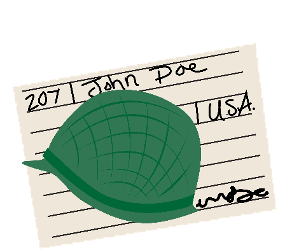 207 | John Doe
| USA.